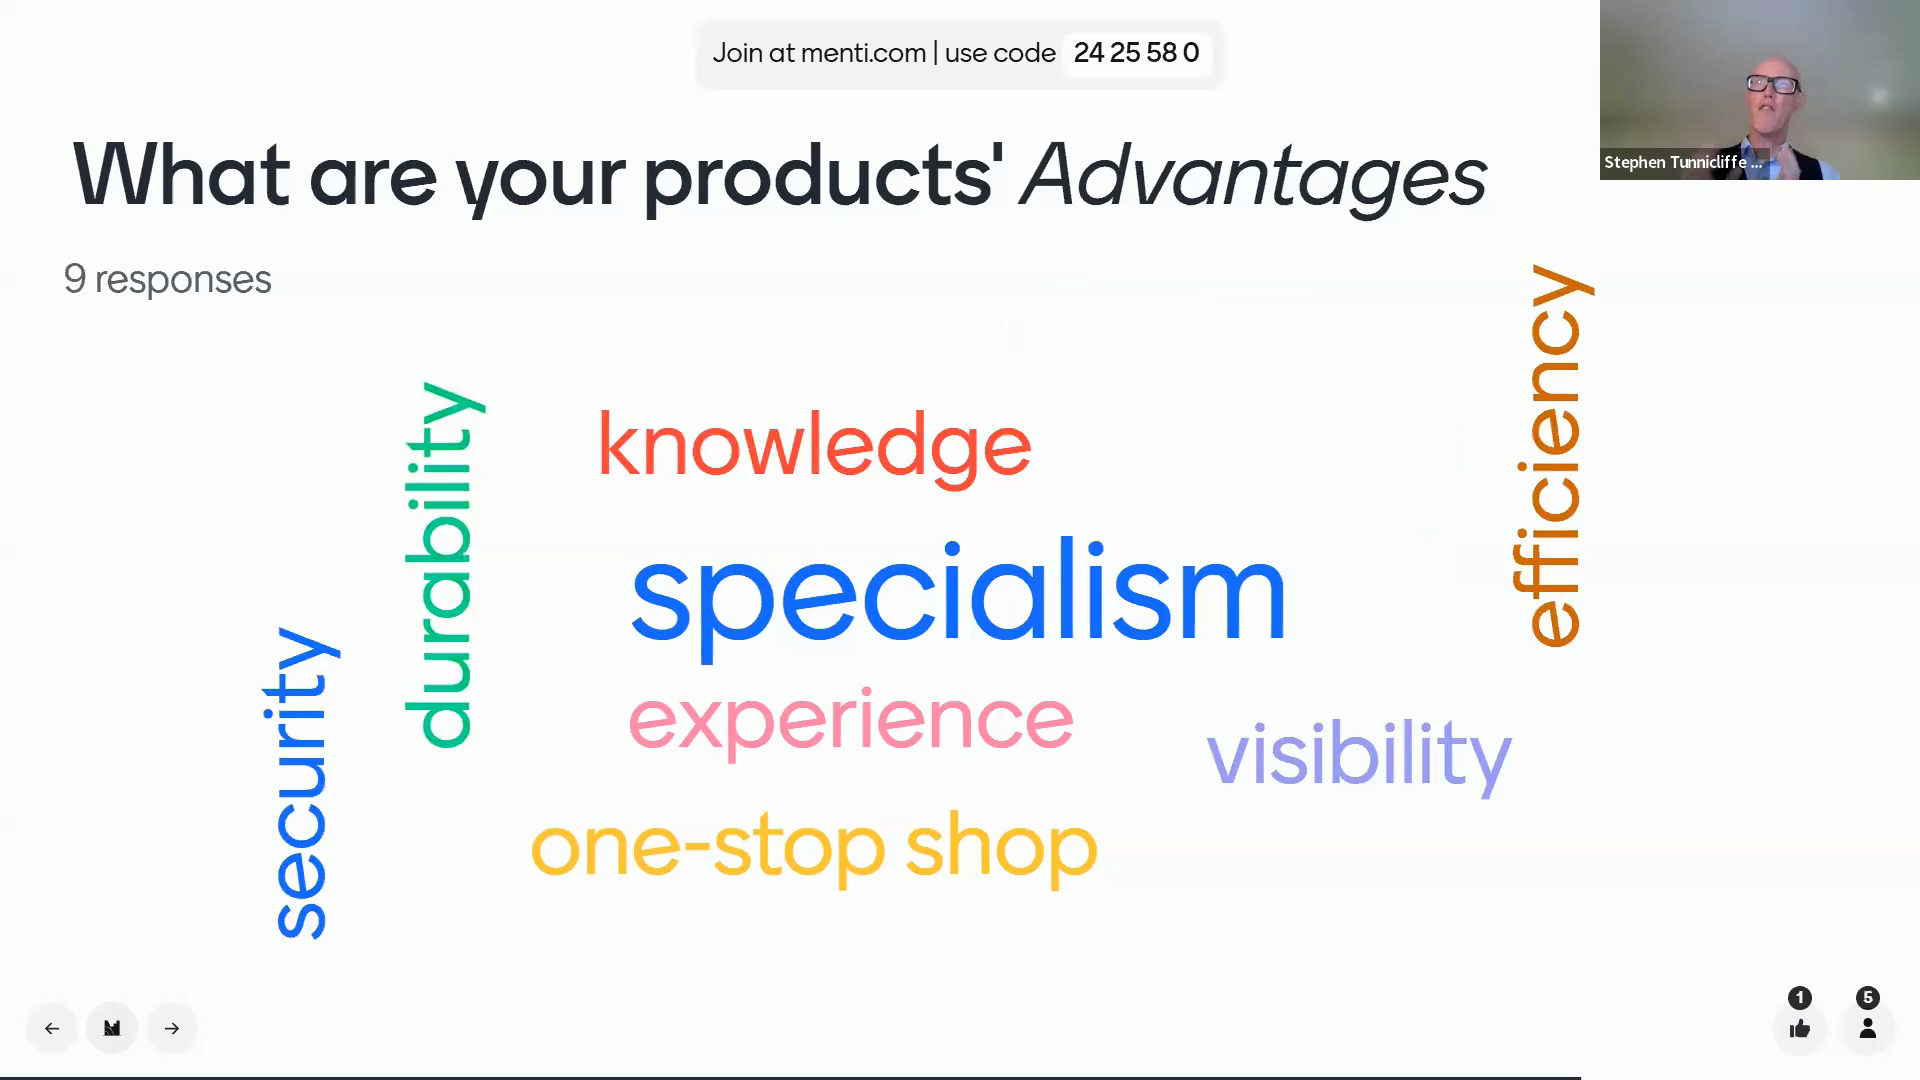 Join at menti.com | use code 24 25 58 0
Stephen Tunnicliffe ...
What are your products' Advantages
9 responses
efficiency
durability
knowledge
specialism
security
experience
visibility
one-stop shop
1
5